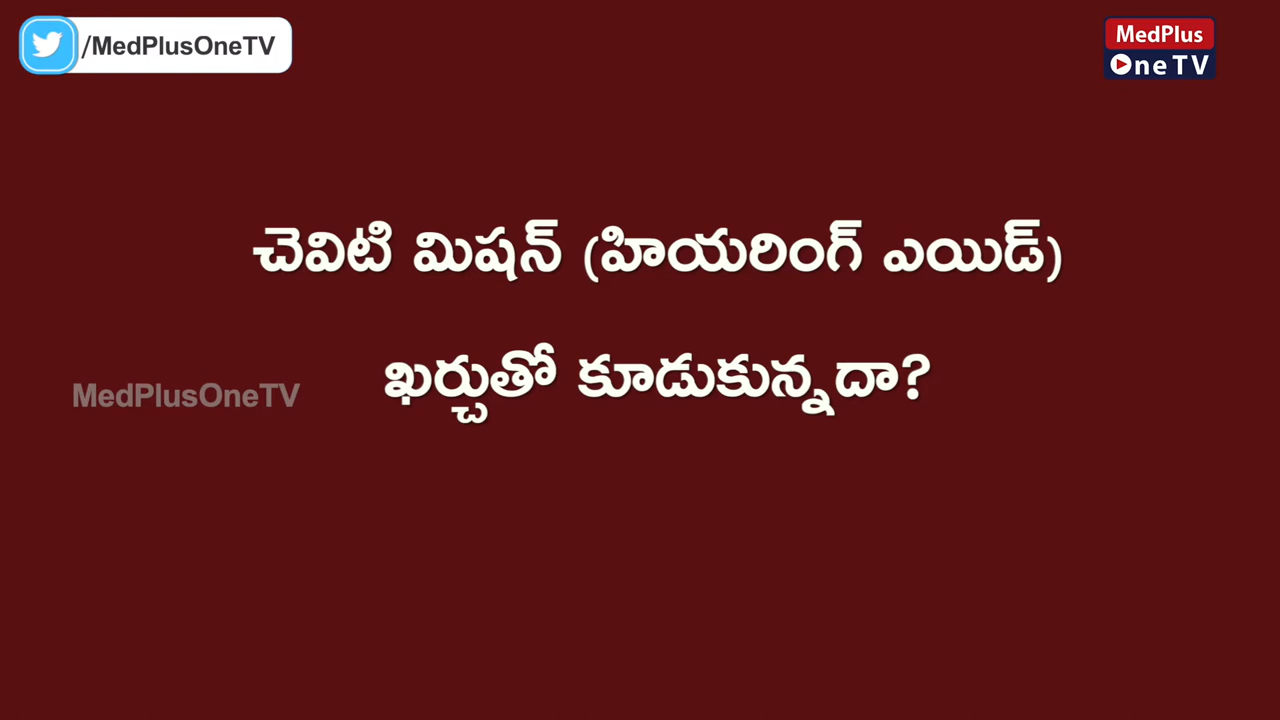 /MedPlusOneTV
MedPlus
OneTV
చెవిటి మిషన్ (హియరింగ్ ఎయిడ్)
ఖర్చుతో కూడుకున్నదా?
MedPlusOneTV